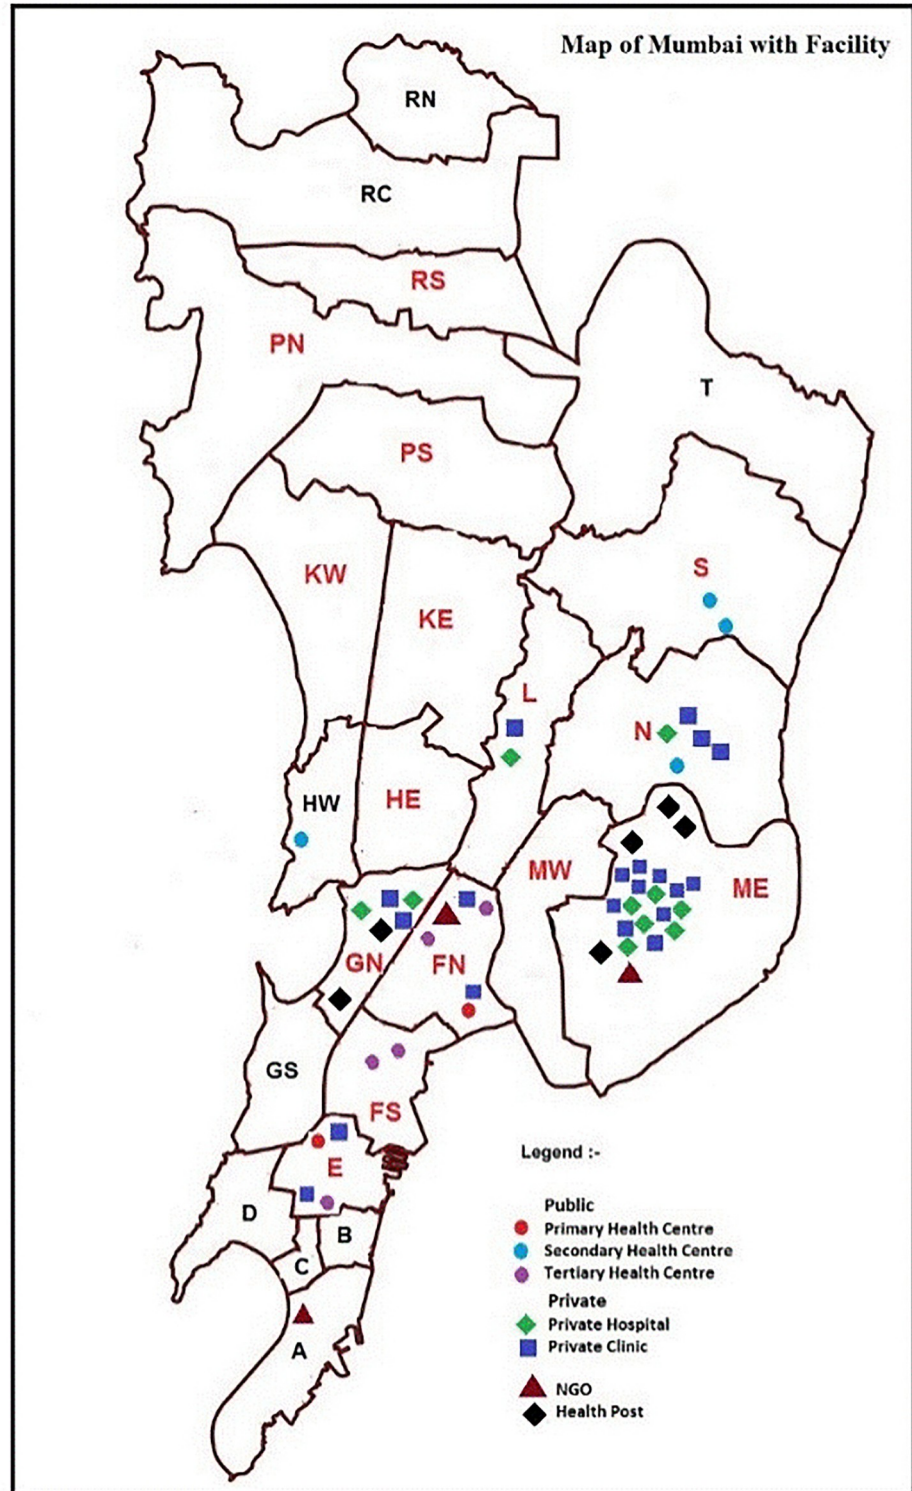 Map of Mumbai with Facility
RN
RC
RS
PN
T
PS
S
KW
KE
L
N
HW
HE
MW
ME
GN
FN
GS
FS
E
D
B
C
A
Legend :-
Public
Primary Health Centre
Secondary Health Centre
Tertiary Health Centre
Private
Private Hospital
Private Clinic
NGO
Health Post